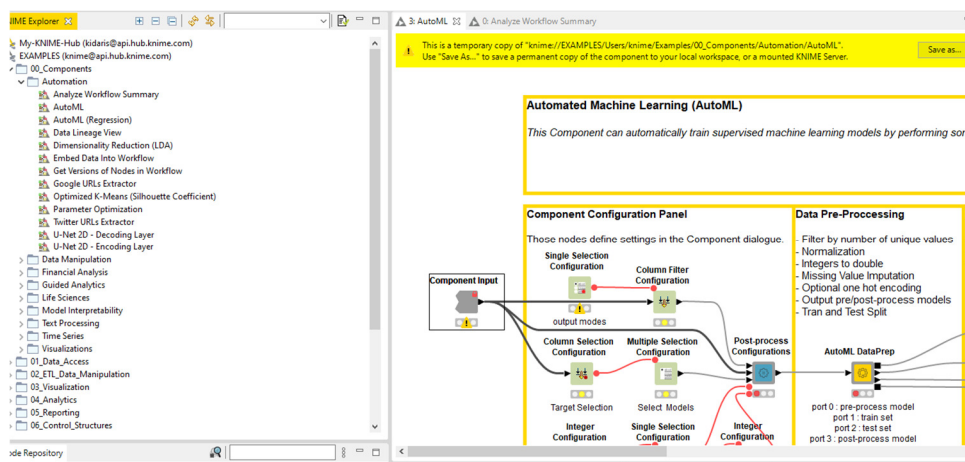 NIME Explorer
My-KNIME-Hub (kidaris@api.hub.knime.com)
EXAMPLES (knime@api.hub.knime.com)
00_Components
Automation
Analyze Workflow Summary
AutoML
AutoML (Regression)
Data Lineage View
Dimensionality Reduction (LDA)
Embed Data Into Workflow
Get Versions of Nodes in Workflow
Google URLs Extractor
Optimized K-Means (Silhouette Coefficient)
Parameter Optimization
Twitter URLs Extractor
U-Net 2D - Decoding Layer
U-Net 2D - Encoding Layer
Data Manipulation
Financial Analysis
Guided Analytics
Life Sciences
Model Interpretability
Text Processing
Time Series
Visualizations
01_Data_Access
02_ETL_Data_Manipulation
03_Visualization
04_Analytics
05_Reporting
06_Control_Structures
ode Repository
3: AutoML
0: Analyze Workflow Summary
This is a temporary copy of "knime://EXAMPLES/Users/knime/Examples/00_Components/Automation/AutoML".
Use "Save As..." to save a permanent copy of the component to your local workspace, or a mounted KNIME Server.
Save as...
Automated Machine Learning (AutoML)
This Component can automatically train supervised machine learning models by performing sor
Component Configuration Panel
Those nodes define settings in the Component dialogue.
Component Input
Single Selection
Configuration
output modes
Column Filter
Configuration
Column Selection
Configuration
Target Selection
Multiple Selection
Configuration
Select Models
Post-process
Configurations
Integer
Configuration
Single Selection
Configuration
Integer
Configuration
Data Pre-Proccessing
- Filter by number of unique values
- Normalization
- Integers to double
- Missing Value Imputation
- Optional one hot encoding
- Output pre/post-process models
- Tran and Test Split
AutoML DataPrep
port 0 : pre-process model
port 1 : train set
port 2 : test set
port 3 : post-process model